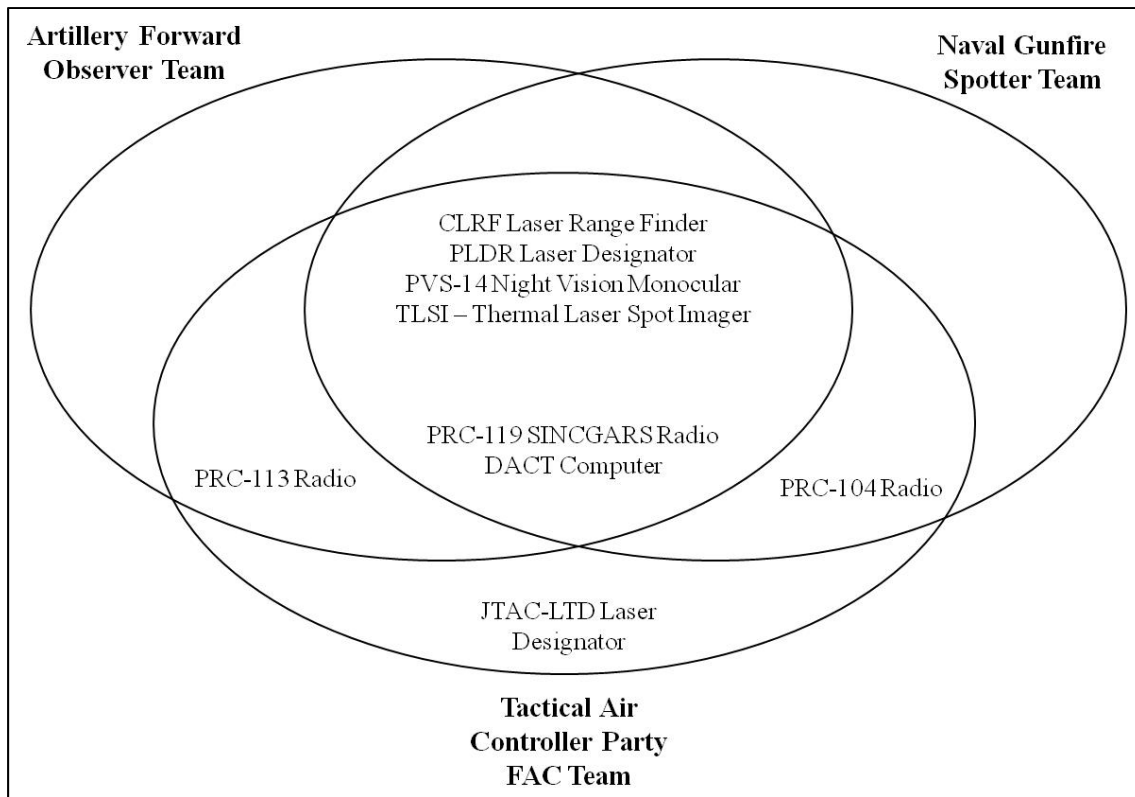 Artillery Forward
Observer Team
Naval Gunfire
Spotter Team
CLRF Laser Range Finder
PLDR Laser Designator
PVS-14 Night Vision Monocular
TLSI – Thermal Laser Spot Imager
PRC-119 SINCGARS Radio
DACT Computer
PRC-113 Radio
PRC-104 Radio
JTAC-LTD Laser
Designator
Tactical Air
Controller Party
FAC Team